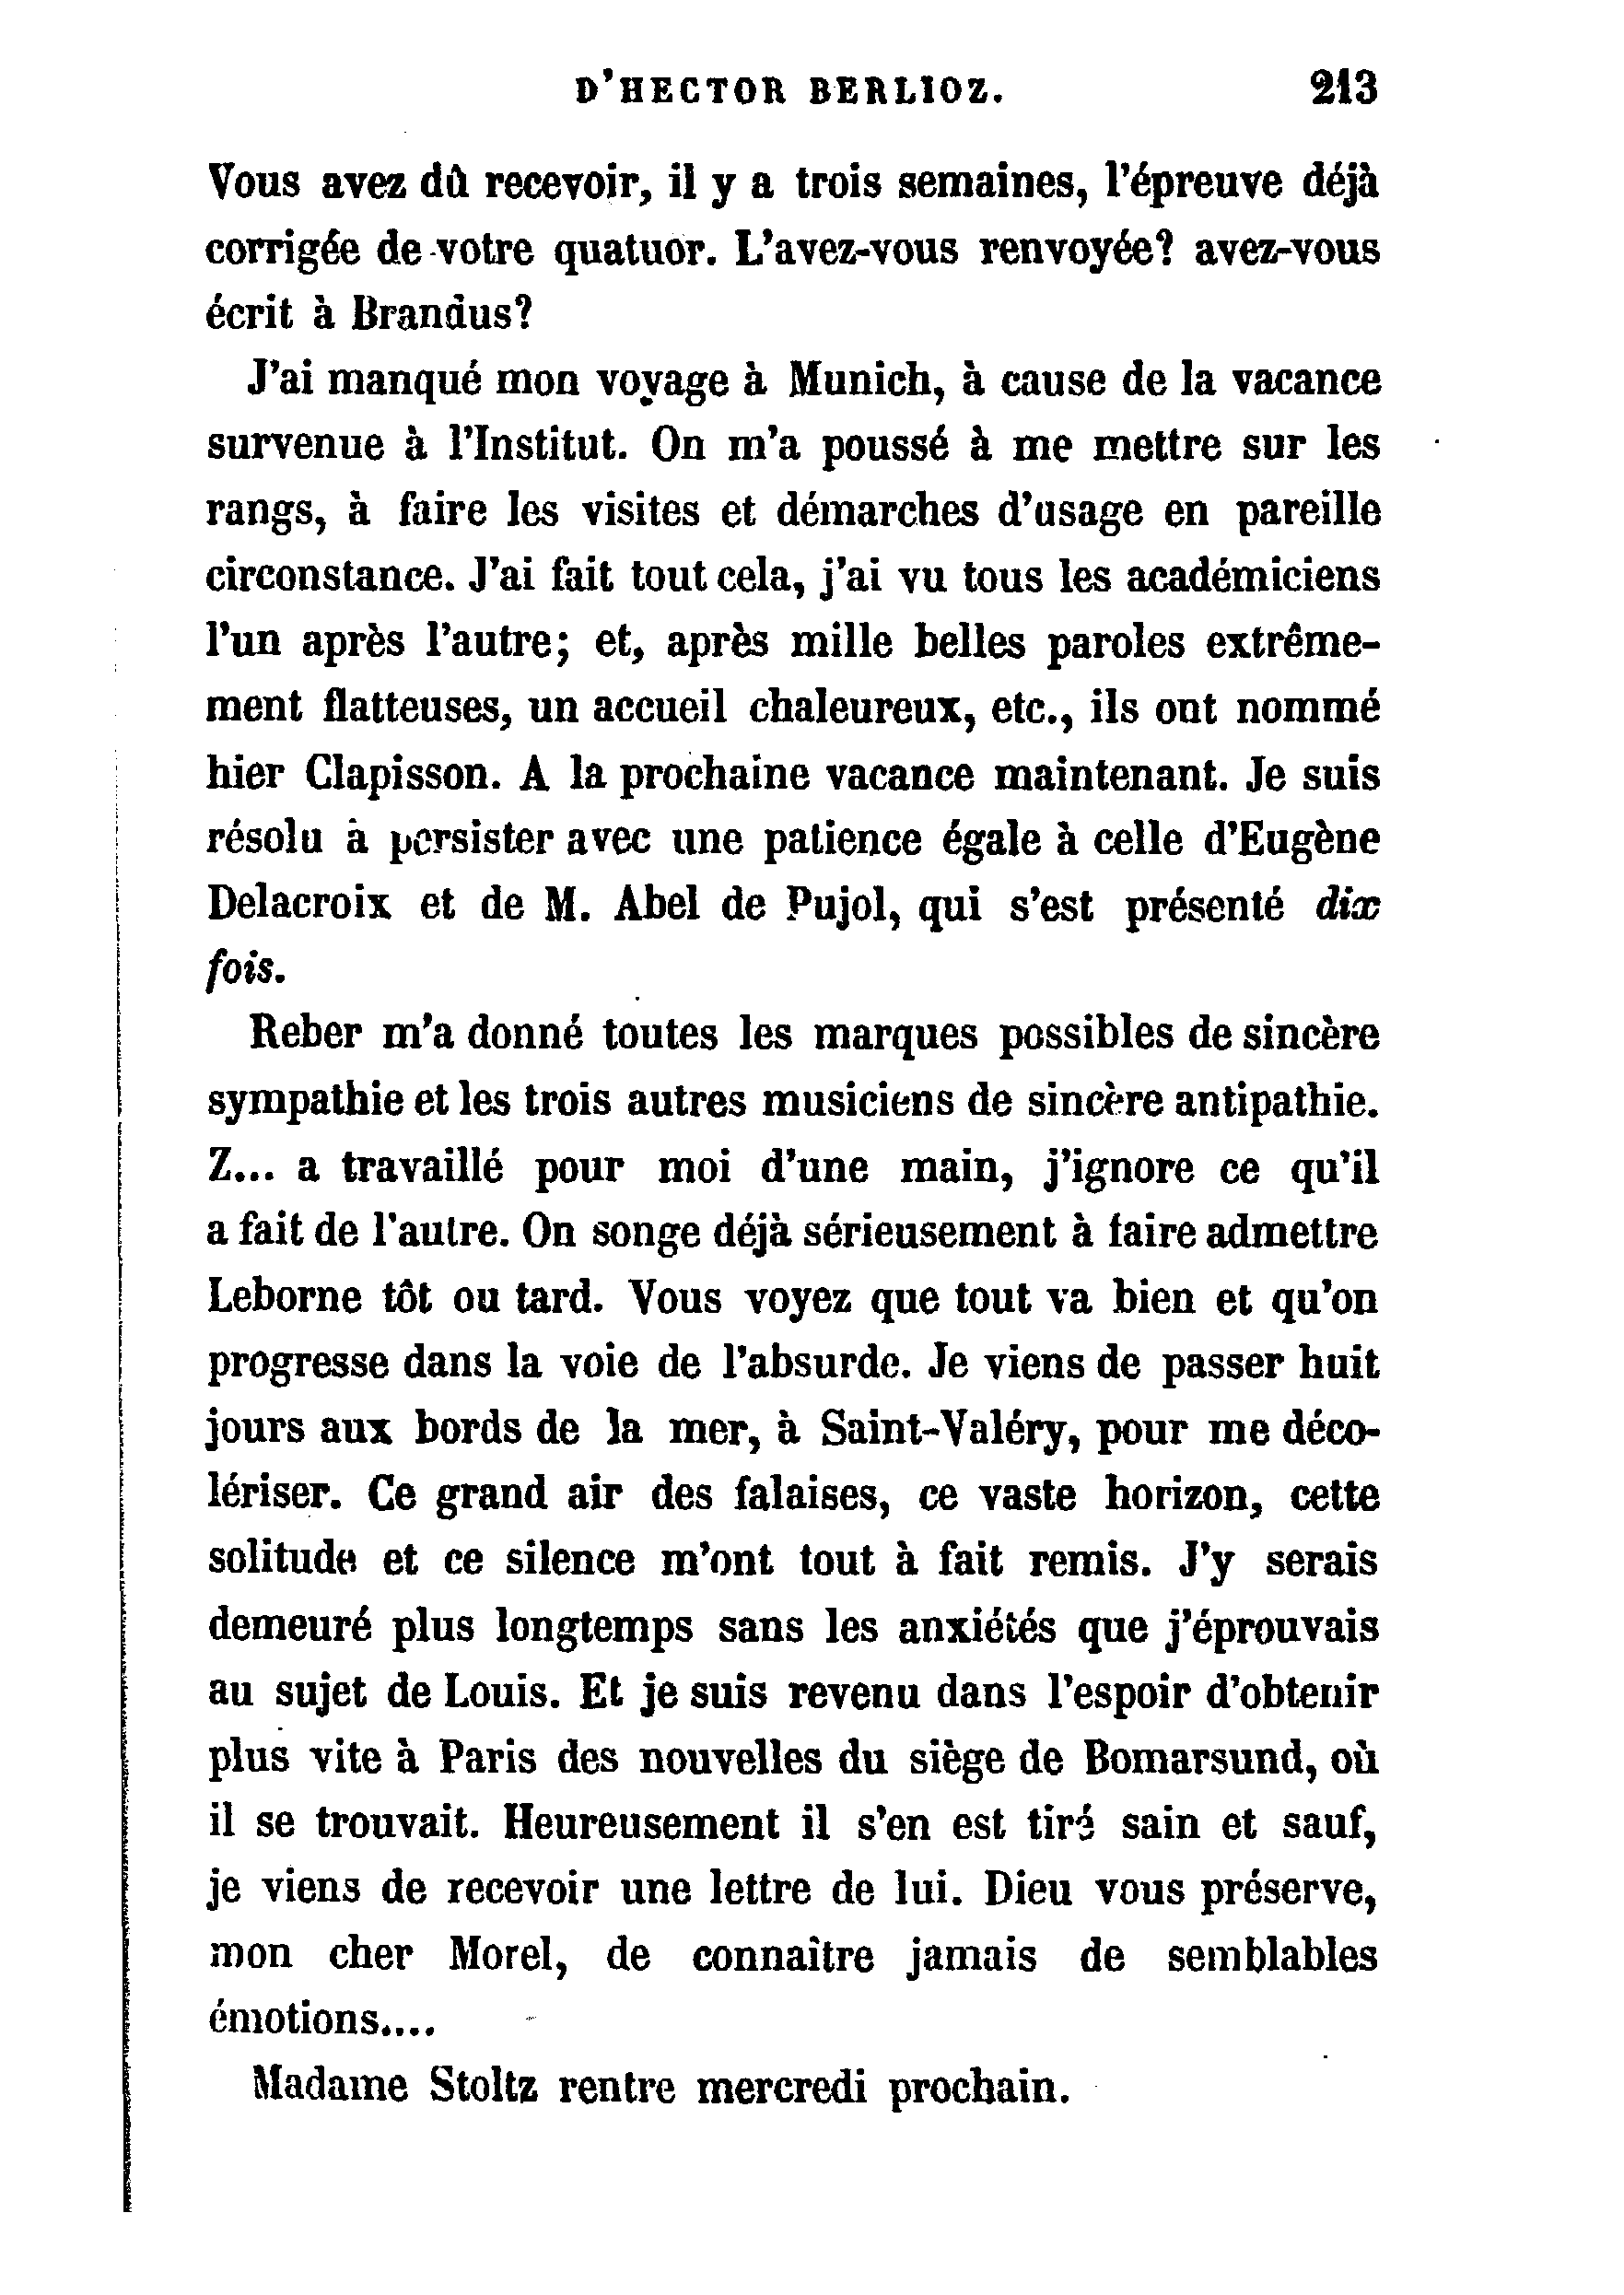 D'HECTOR BERLIOZ. 213
Vous avez dû recevoir, il y a trois semaines, l'épreuve déjà
corrigée de votre quatuor. L'avez-vous renvoyée? avez-vous
écrit à Brandus?
J'ai manqué mon voyage à Munich, à cause de la vacance
survenue à l'Institut. On m'a poussé à me mettre sur les
rangs, à faire les visites et démarches d'usage en pareille
circonstance. J'ai fait tout cela, j'ai vu tous les académiciens
l'un après l'autre; et, après mille belles paroles extrême-
ment flatteuses, un accueil chaleureux, etc., ils ont nommé
hier Clapisson. A la prochaine vacance maintenant. Je suis
résolu à persister avec une patience égale à celle d'Eugène
Delacroix et de M. Abel de Pujol, qui s'est présenté dix
fois.
Reber m'a donné toutes les marques possibles de sincère
sympathie et les trois autres musiciens de sincère antipathie.
Z... a travaillé pour moi d'une main, j'ignore ce qu'il
a fait de l'autre. On songe déjà sérieusement à faire admettre
Leborne tôt ou tard. Vous voyez que tout va bien et qu'on
progresse dans la voie de l'absurde. Je viens de passer huit
jours aux bords de la mer, à Saint-Valéry, pour me déco-
lériser. Ce grand air des falaises, ce vaste horizon, cette
solitude et ce silence m'ont tout à fait remis. J'y serais
demeuré plus longtemps sans les anxiétés que j'éprouvais
au sujet de Louis. Et je suis revenu dans l'espoir d'obtenir
plus vite à Paris des nouvelles du siège de Bomarsund, où
il se trouvait. Heureusement il s'en est tiré sain et sauf,
je viens de recevoir une lettre de lui. Dieu vous préserve,
mon cher Morel, de connaître jamais de semblables
émotions....
Madame Stoltz rentre mercredi prochain.